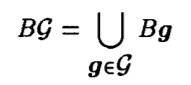 B𝒢 = ⋃ B𝒈
𝒈∈𝒢